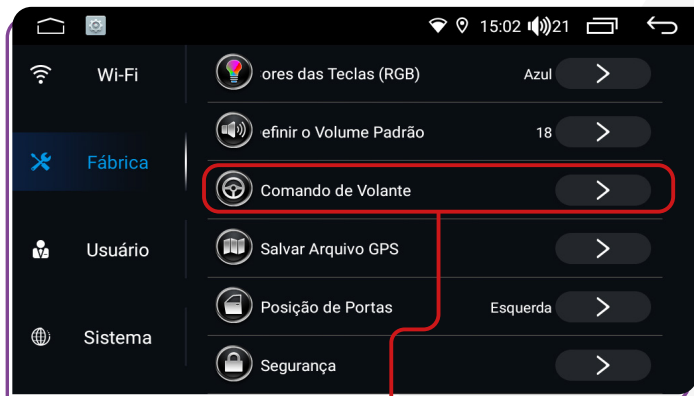 15:02 21
Wi-Fi
ores das Teclas (RGB) Azul
efinir o Volume Padrão 18
Fábrica
Comando de Volante
Usuário
Salvar Arquivo GPS
Posição de Portas Esquerda
Sistema
Segurança